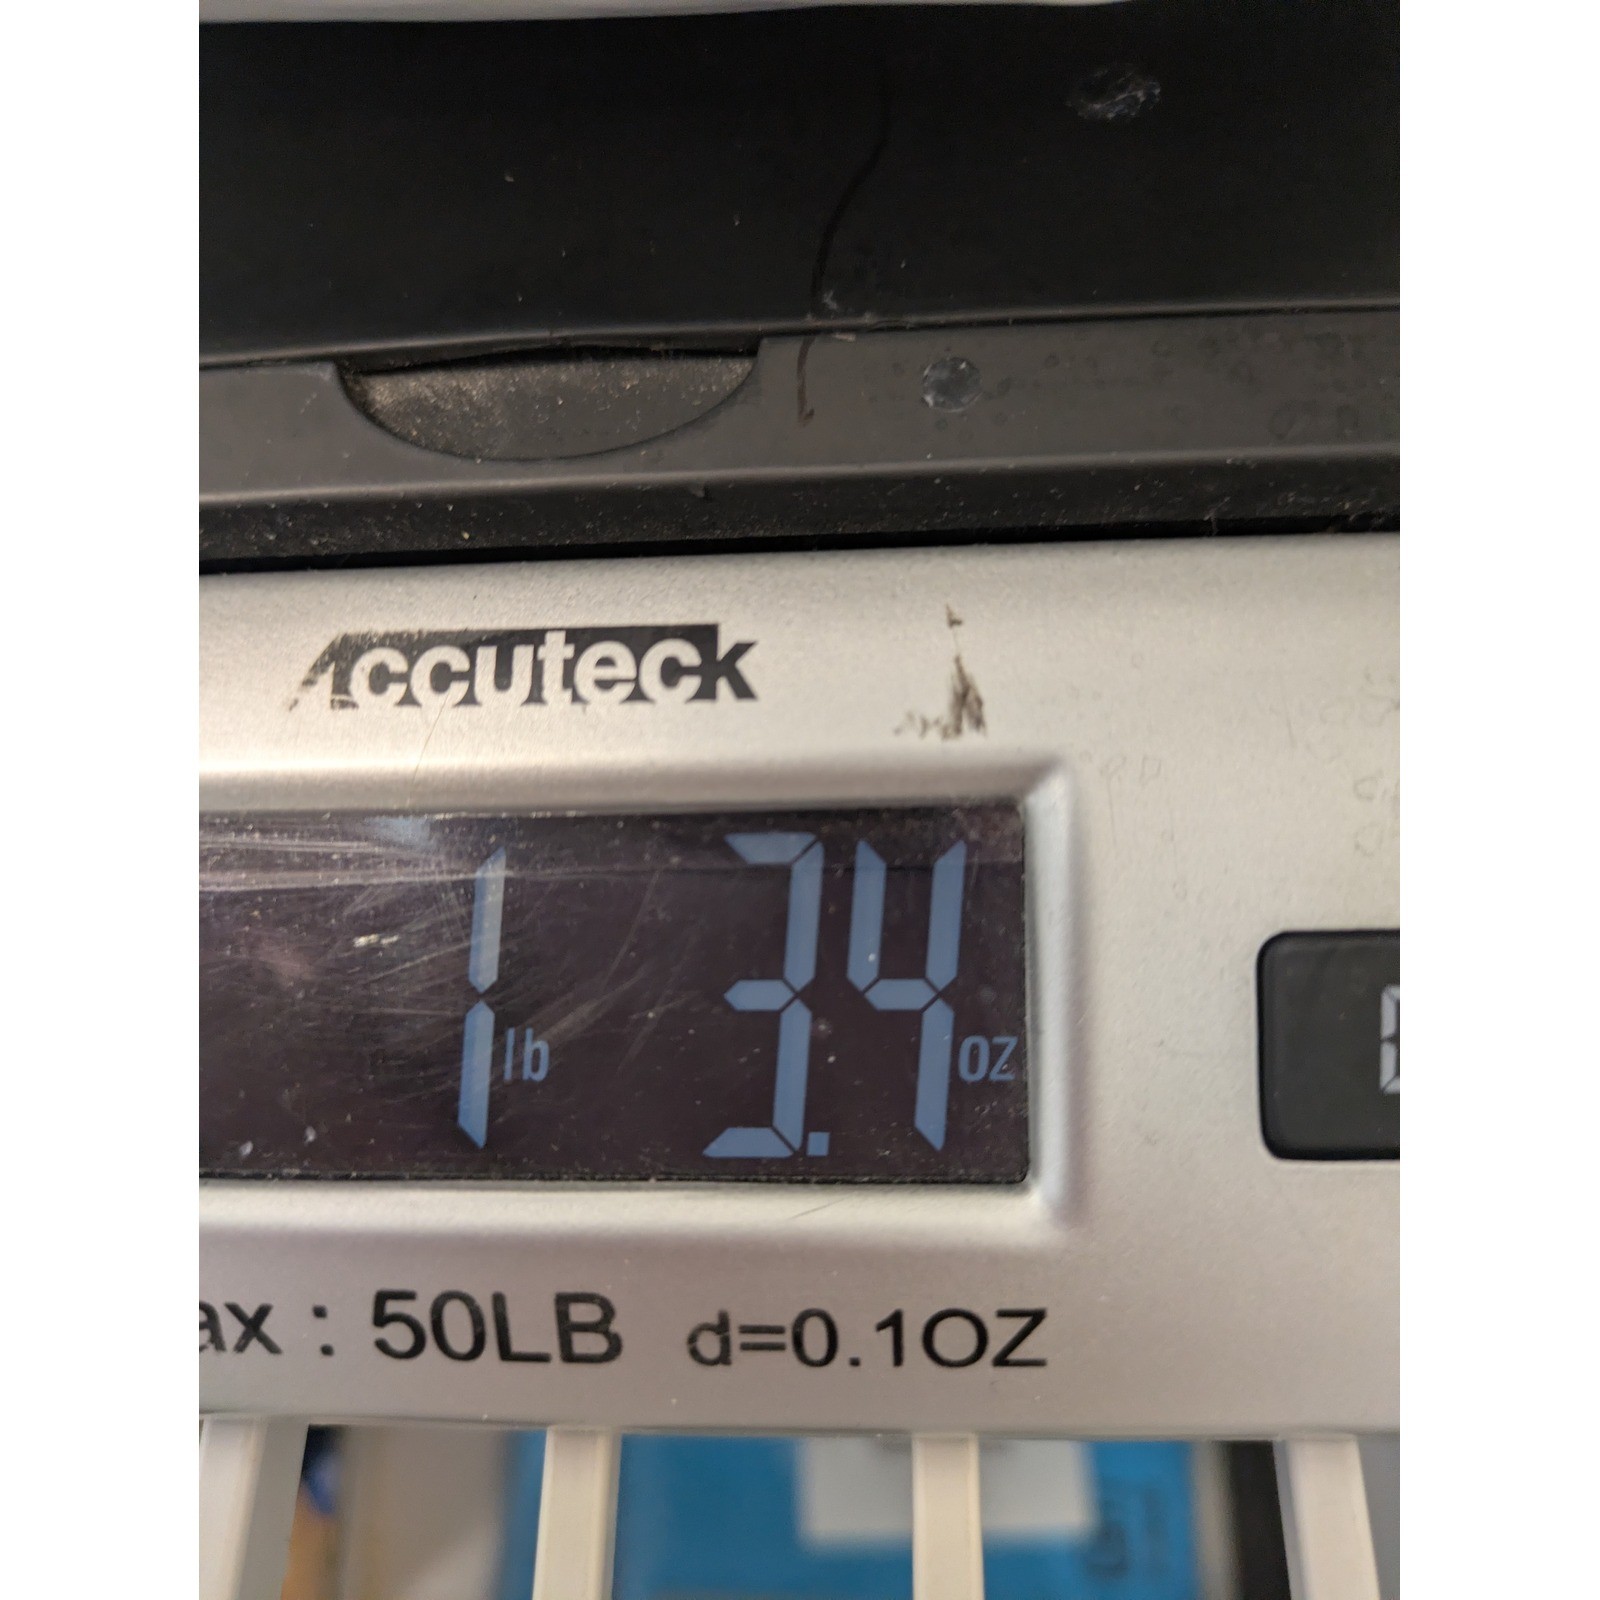 Accuteck
1 lb 3.4 oz
ax : 50LB d=0.1OZ